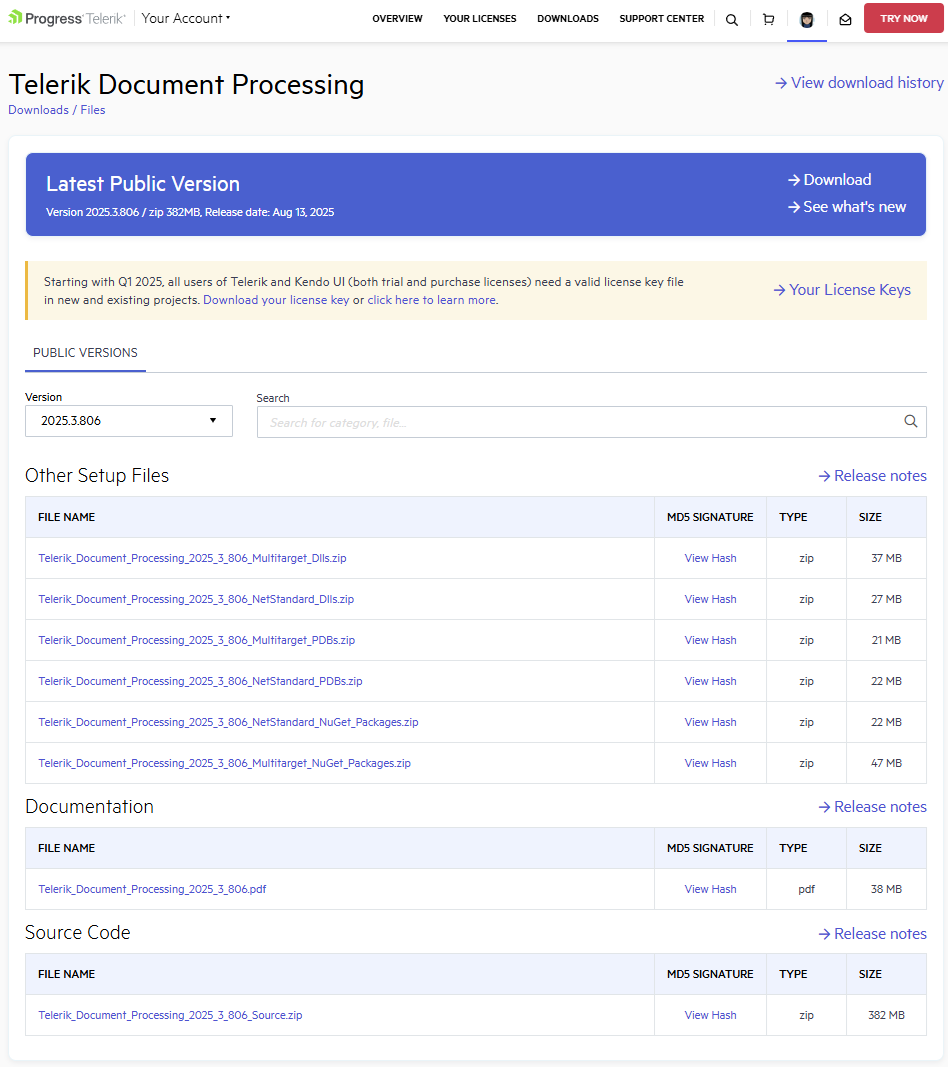 Progress Telerik Your Account OVERVIEW YOUR LICENSES DOWNLOADS SUPPORT CENTER TRY NOW
Telerik Document Processing
View download history
Downloads / Files
Latest Public Version
Version 2025.3.806 / zip 382MB, Release date: Aug 13, 2025
Download
See what's new
Starting with Q1 2025, all users of Telerik and Kendo UI (both trial and purchase licenses) need a valid license key file
in new and existing projects. Download your license key or click here to learn more.
Your License Keys
PUBLIC VERSIONS
Version
2025.3.806
Search
Search for category, file...
Other Setup Files
Release notes
FILE NAME MD5 SIGNATURE TYPE SIZE
Telerik_Document_Processing_2025_3_806_Multitarget_Dlls.zip View Hash zip 37 MB
Telerik_Document_Processing_2025_3_806_NetStandard_Dlls.zip View Hash zip 27 MB
Telerik_Document_Processing_2025_3_806_Multitarget_PDBs.zip View Hash zip 21 MB
Telerik_Document_Processing_2025_3_806_NetStandard_PDBs.zip View Hash zip 22 MB
Telerik_Document_Processing_2025_3_806_NetStandard_NuGet_Packages.zip View Hash zip 22 MB
Telerik_Document_Processing_2025_3_806_Multitarget_NuGet_Packages.zip View Hash zip 47 MB
Documentation
Release notes
FILE NAME MD5 SIGNATURE TYPE SIZE
Telerik_Document_Processing_2025_3_806.pdf View Hash pdf 38 MB
Source Code
Release notes
FILE NAME MD5 SIGNATURE TYPE SIZE
Telerik_Document_Processing_2025_3_806_Source.zip View Hash zip 382 MB